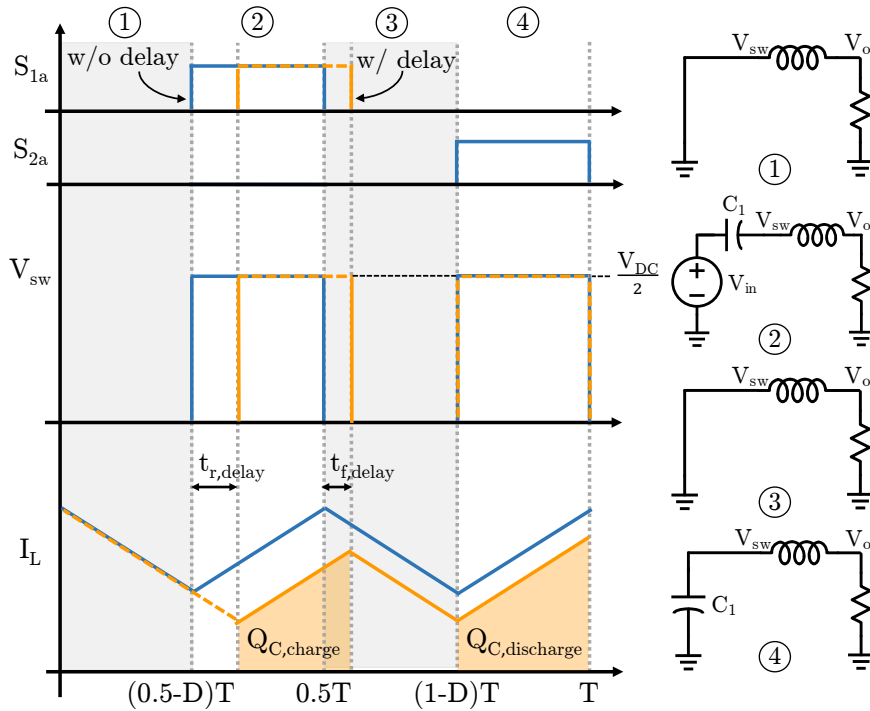 ① ② ③ ④
S1a w/o delay w/ delay
S2a
Vsw VDC/2
tr,delay tf,delay
IL
QC,charge QC,discharge
(0.5-D)T 0.5T (1-D)T T
Vsw Vo
①
C1 Vsw Vo
+
− Vin
②
Vsw Vo
③
Vsw Vo
C1
④